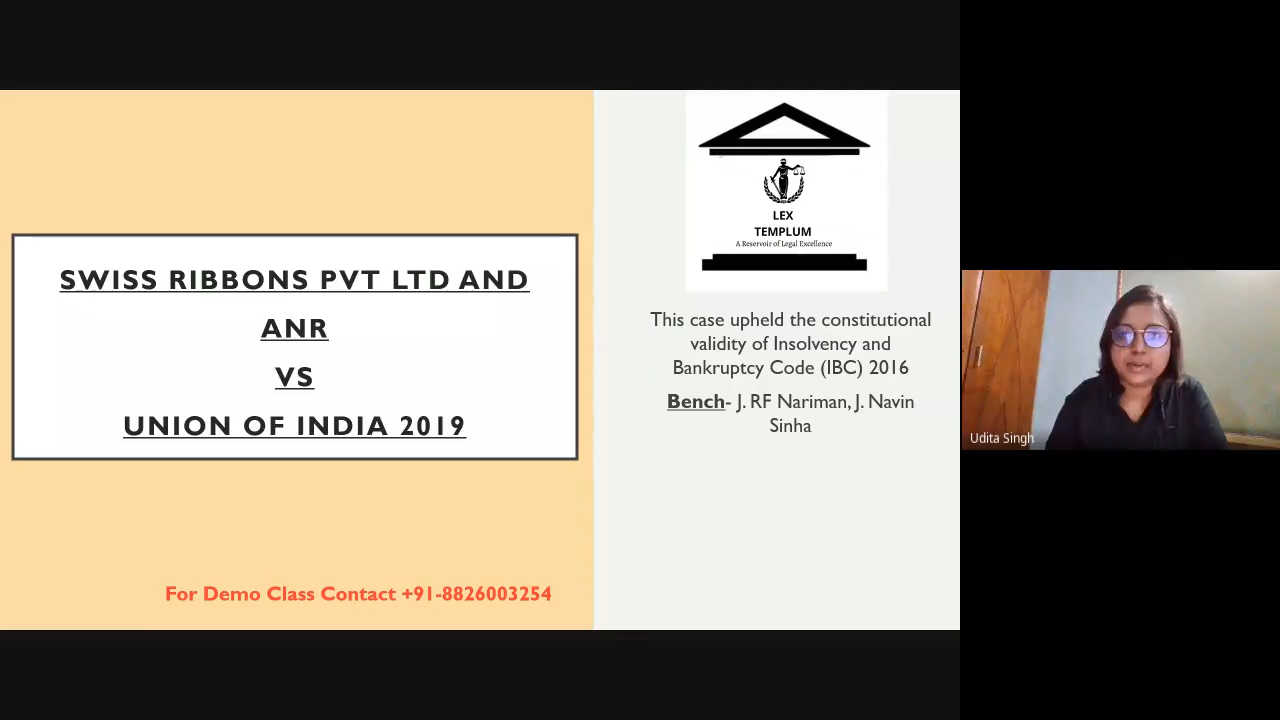 SWISS RIBBONS PVT LTD AND
ANR
VS
UNION OF INDIA 2019
For Demo Class Contact +91-8826003254
LEX
TEMPLUM
A Reservoir of Legal Excellence
This case upheld the constitutional
validity of Insolvency and
Bankruptcy Code (IBC) 2016
Bench- J. RF Nariman, J. Navin
Sinha
Udita Singh